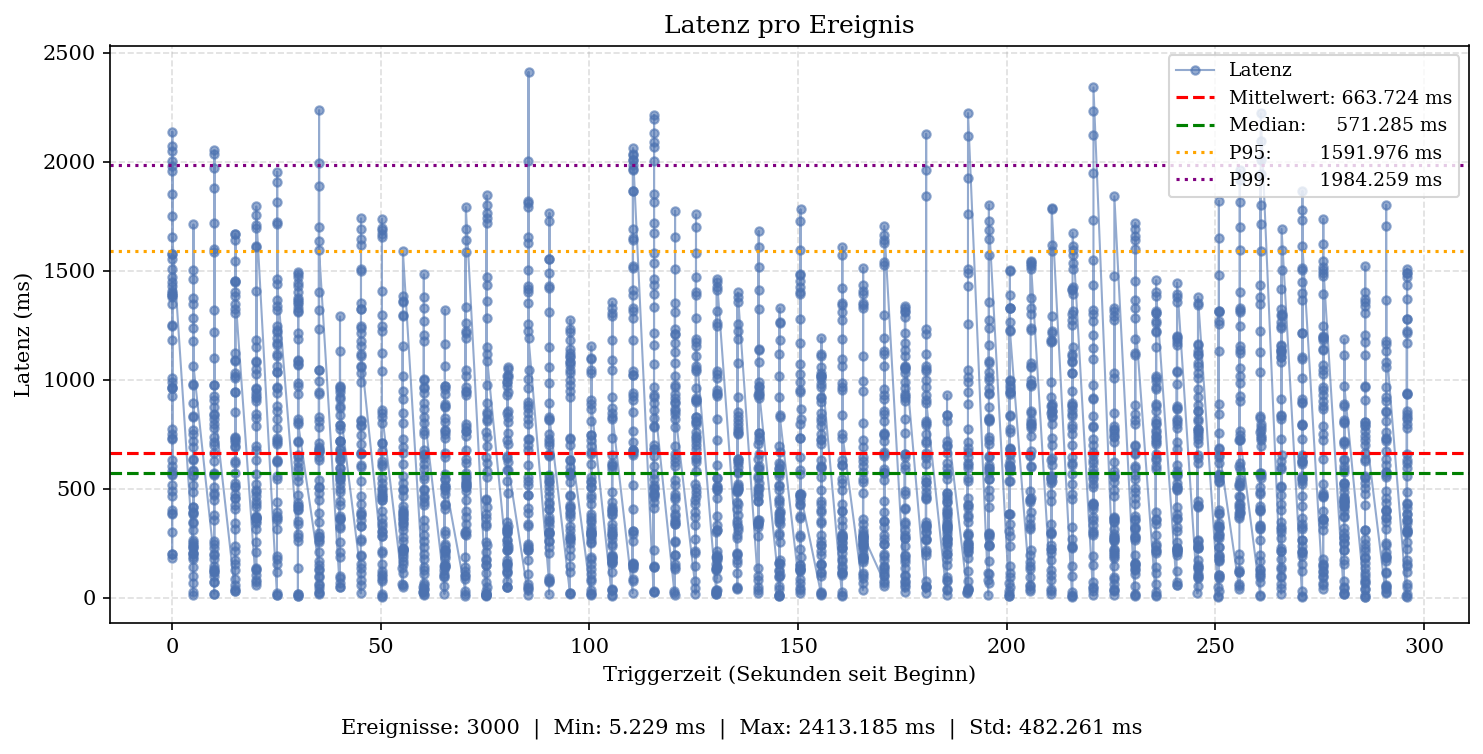 Latenz pro Ereignis
2500
2000
1500
1000
500
0
Latenz (ms)
Latenz
Mittelwert: 663.724 ms
Median: 571.285 ms
P95: 1591.976 ms
P99: 1984.259 ms
0 50 100 150 200 250 300
Triggerzeit (Sekunden seit Beginn)
Ereignisse: 3000 | Min: 5.229 ms | Max: 2413.185 ms | Std: 482.261 ms